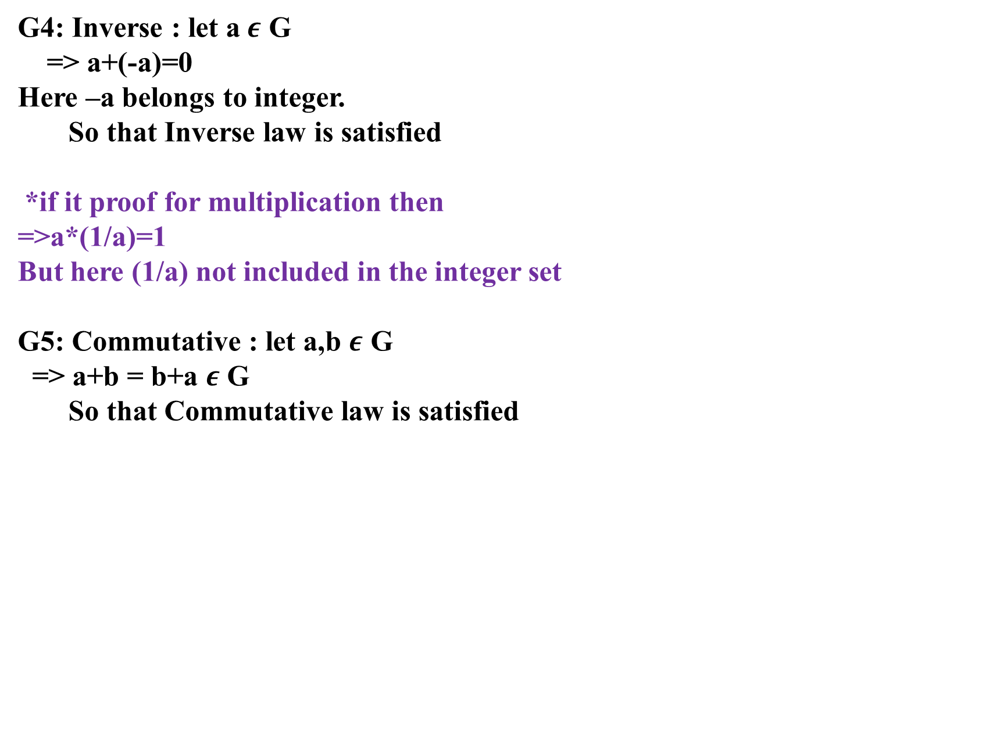 G4: Inverse : let a ϵ G
=> a+(-a)=0
Here –a belongs to integer.
So that Inverse law is satisfied
*if it proof for multiplication then
=>a*(1/a)=1
But here (1/a) not included in the integer set
G5: Commutative : let a,b ϵ G
=> a+b = b+a ϵ G
So that Commutative law is satisfied